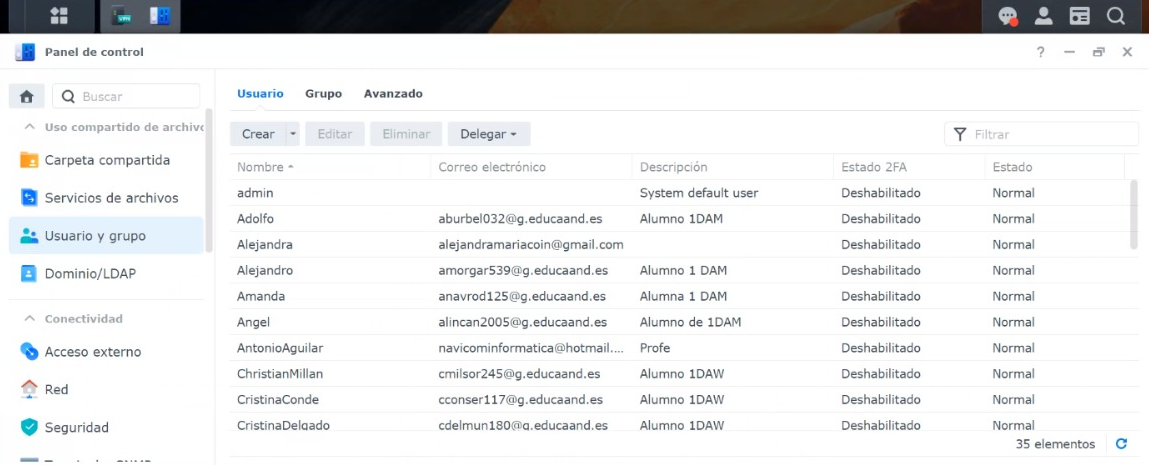 VPN
Panel de control
?
Buscar
Usuario Grupo Avanzado
Uso compartido de archivo
Crear Editar Eliminar Delegar Filtrar
Carpeta compartida
Servicios de archivos
Usuario y grupo
Dominio/LDAP
Conectividad
Acceso externo
Red
Seguridad
Nombre Correo electrónico Descripción Estado 2FA Estado
admin System default user Deshabilitado Normal
Adolfo aburbel032@g.educaand.es Alumno 1DAM Deshabilitado Normal
Alejandra alejandramariacoin@gmail.com Deshabilitado Normal
Alejandro amorgar539@g.educaand.es Alumno 1 DAM Deshabilitado Normal
Amanda anavrod125@g.educaand.es Alumna 1 DAM Deshabilitado Normal
Angel alincan2005@g.educaand.es Alumno de 1DAM Deshabilitado Normal
AntonioAguilar navicominformatica@hotmail.... Profe Deshabilitado Normal
ChristianMillan cmilsor245@g.educaand.es Alumno 1DAW Deshabilitado Normal
CristinaConde cconser117@g.educaand.es Alumno 1DAW Deshabilitado Normal
CristinaDelgado cdelmun180@g.educaand.es Alumno 1DAW Deshabilitado Normal
35 elementos